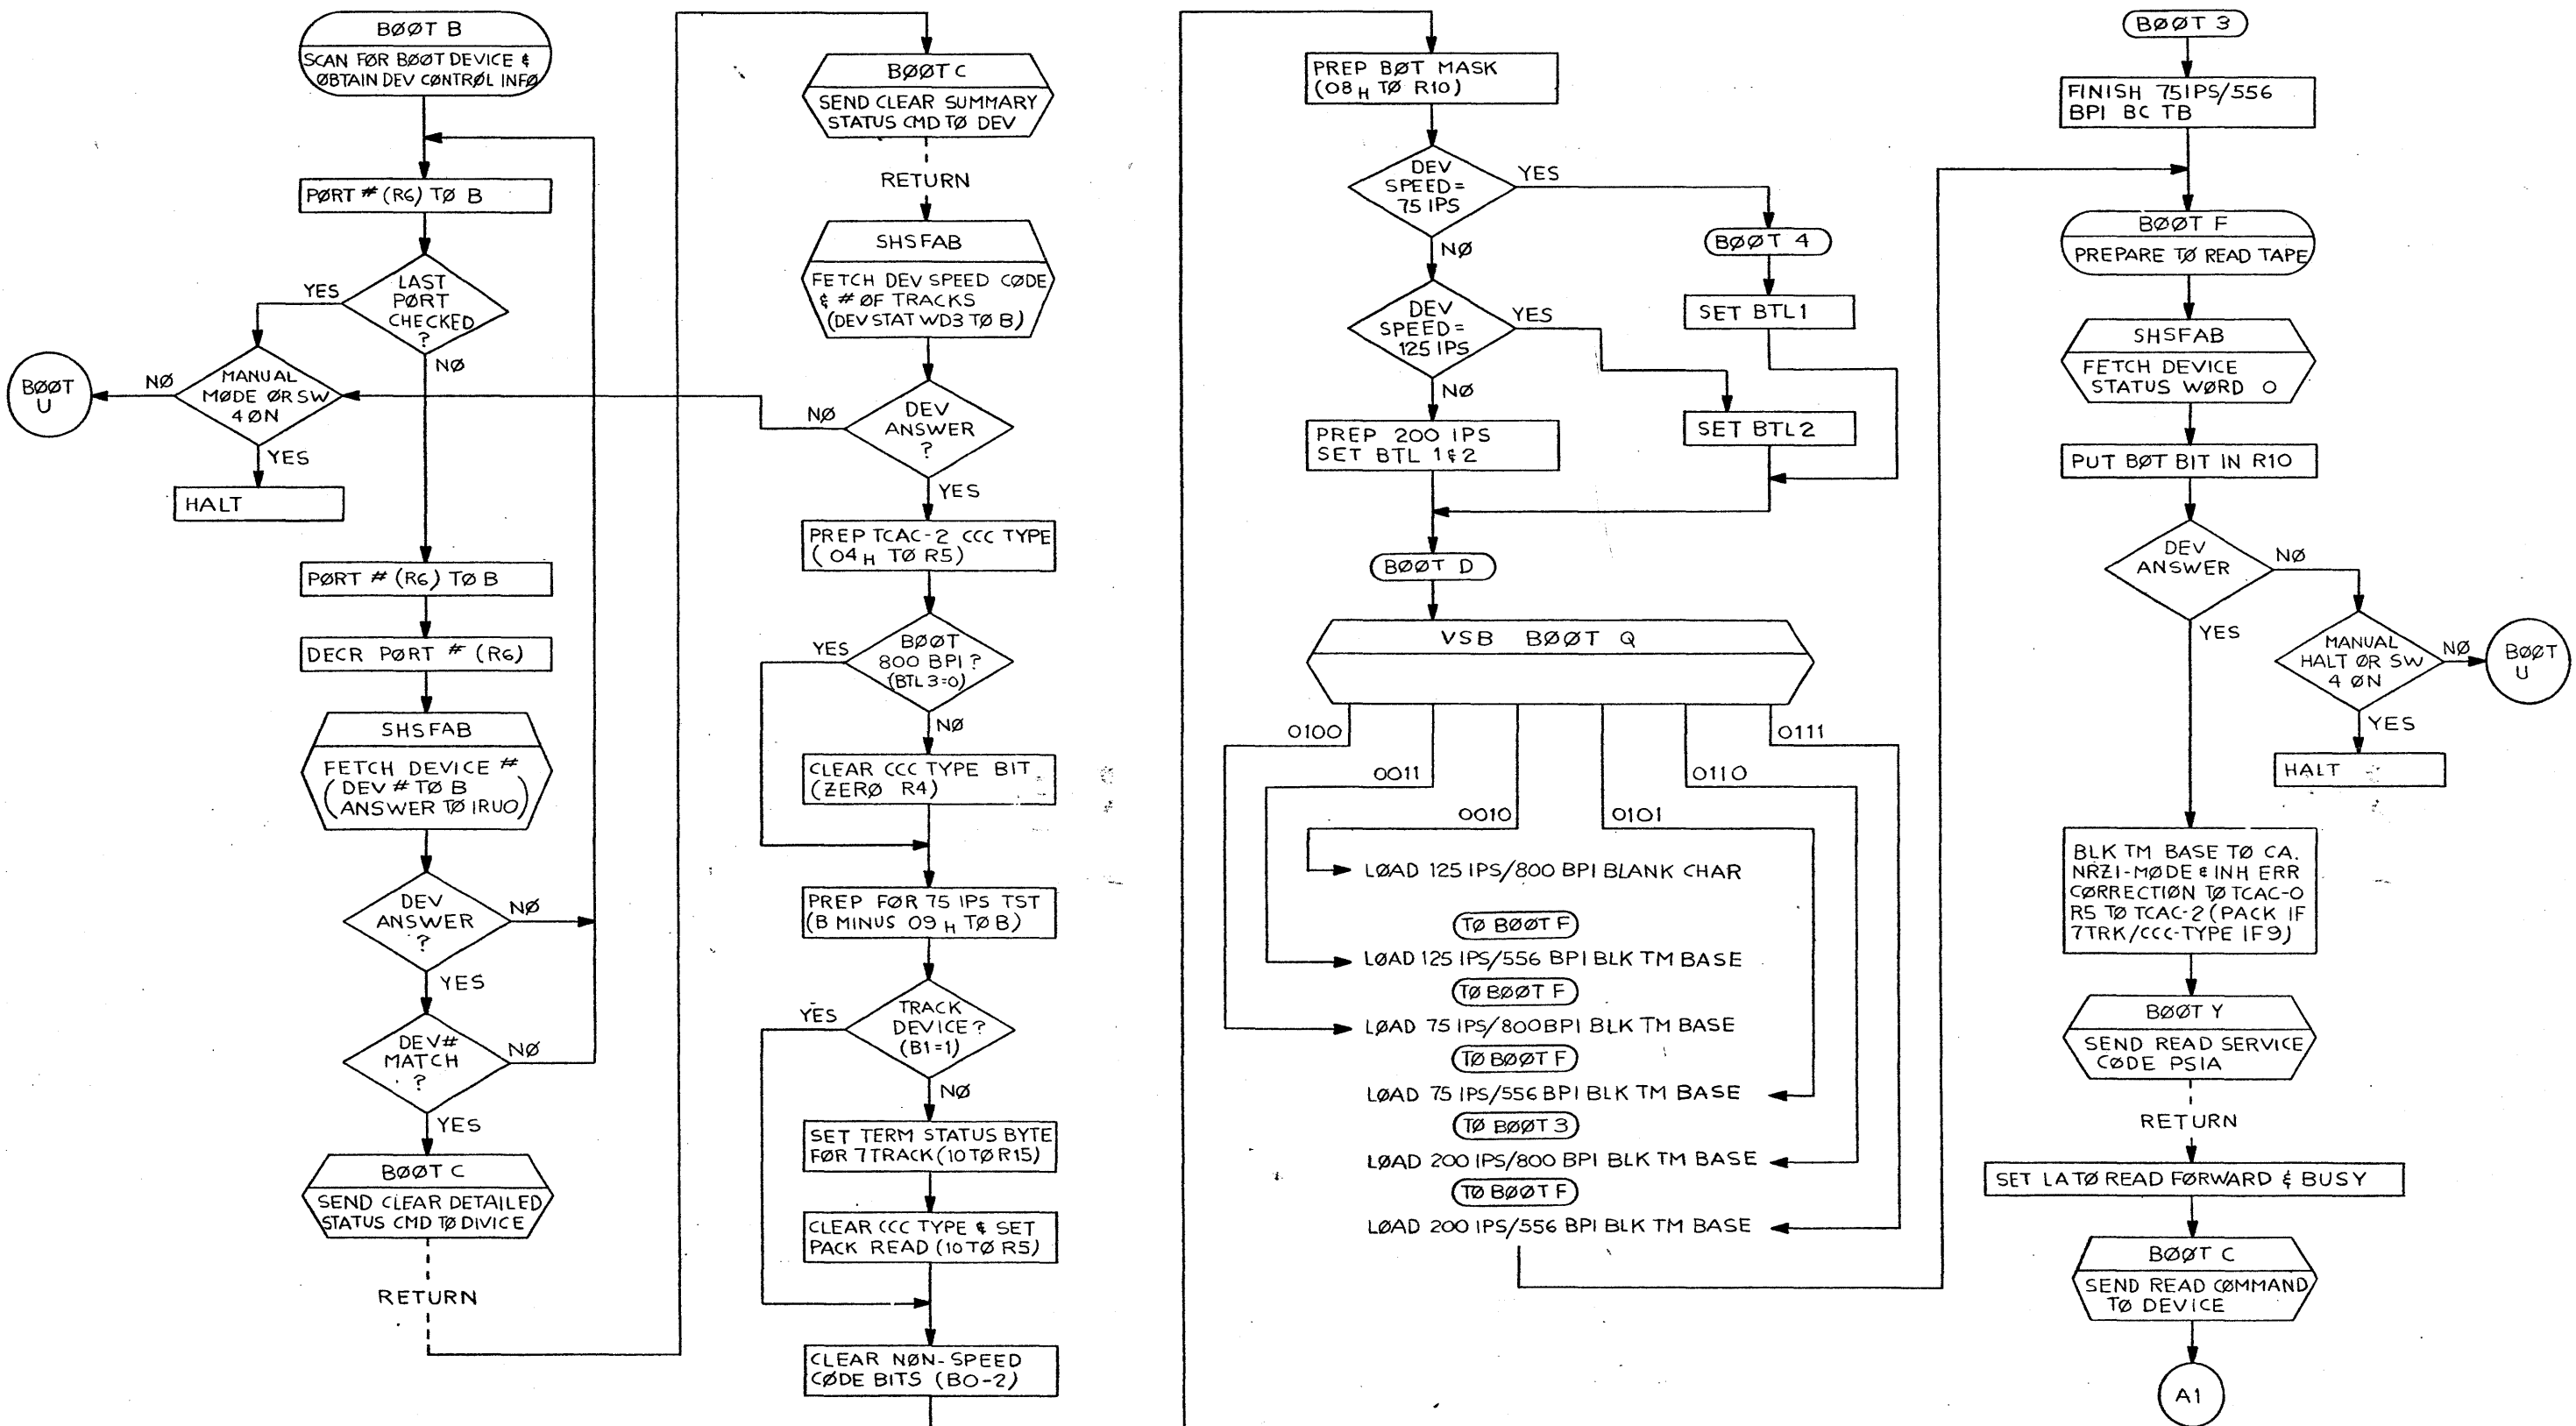 BØØT B
SCAN FØR BØØT DEVICE &
ØBTAIN DEV CØNTRØL INFØ
PØRT # (R6) TØ B
LAST
PØRT
CHECKED
?
YES
NØ
MANUAL
MØDE ØR SW
4 ØN
NØ
BØØT
U
YES
HALT
PØRT # (R6) TØ B
DECR PØRT # (R6)
SHSFAB
FETCH DEVICE #
(DEV # TØ B
ANSWER TØ IRUO)
DEV
ANSWER
?
NØ
YES
DEV#
MATCH
?
NØ
YES
BØØT C
SEND CLEAR DETAILED
STATUS CMD TØ DIVICE
RETURN
BØØT C
SEND CLEAR SUMMARY
STATUS CMD TØ DEV
RETURN
SHSFAB
FETCH DEV SPEED CØDE
& # ØF TRACKS
(DEV STAT WD3 TØ B)
DEV
ANSWER
?
NØ
YES
PREP TCAC-2 CCC TYPE
(04H TØ R5)
BØØT
800 BPI?
(BTL 3=0)
YES
NØ
CLEAR CCC TYPE BIT
(ZERØ R4)
PREP FØR 75 IPS TST
(B MINUS 09H TØ B)
TRACK
DEVICE?
(B1=1)
YES
NØ
SET TERM STATUS BYTE
FØR 7TRACK (10 TØ R15)
CLEAR CCC TYPE & SET
PACK READ (10 TØ R5)
CLEAR NØN-SPEED
CØDE BITS (BO-2)
PREP BØT MASK
(08H TØ R10)
DEV
SPEED=
75 IPS
YES
NØ
BØØT 4
SET BTL1
DEV
SPEED=
125 IPS
YES
NØ
SET BTL2
PREP 200 IPS
SET BTL 1&2
BØØT D
VSB BØØT Q
0100
0011
0010
0101
0110
0111
LØAD 125 IPS/800 BPI BLANK CHAR
TØ BØØT F
LØAD 125 IPS/556 BPI BLK TM BASE
TØ BØØT F
LØAD 75 IPS/800BPI BLK TM BASE
TØ BØØT F
LØAD 75 IPS/556 BPI BLK TM BASE
TØ BØØT 3
LØAD 200 IPS/800 BPI BLK TM BASE
TØ BØØT F
LØAD 200 IPS/556 BPI BLK TM BASE
BØØT 3
FINISH 75IPS/556
BPI BC TB
BØØT F
PREPARE TØ READ TAPE
SHSFAB
FETCH DEVICE
STATUS WØRD 0
PUT BØT BIT IN R10
DEV
ANSWER
NØ
YES
MANUAL
HALT ØR SW
4 ØN
NØ
BØØT
U
YES
HALT
BLK TM BASE TØ CA.
NRZI-MØDE & INH ERR
CØRRECTIØN TØ TCAC-0
R5 TØ TCAC-2 (PACK IF
7TRK/CCC-TYPE IF9)
BØØT Y
SEND READ SERVICE
CØDE PSIA
RETURN
SET LA TØ READ FØRWARD & BUSY
BØØT C
SEND READ CØMMAND
TØ DEVICE
A1